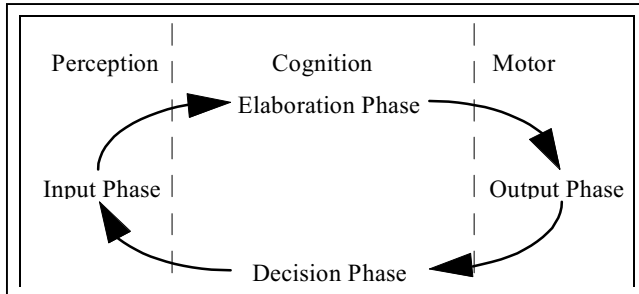 Perception Cognition Motor
Elaboration Phase
Input Phase Output Phase
Decision Phase